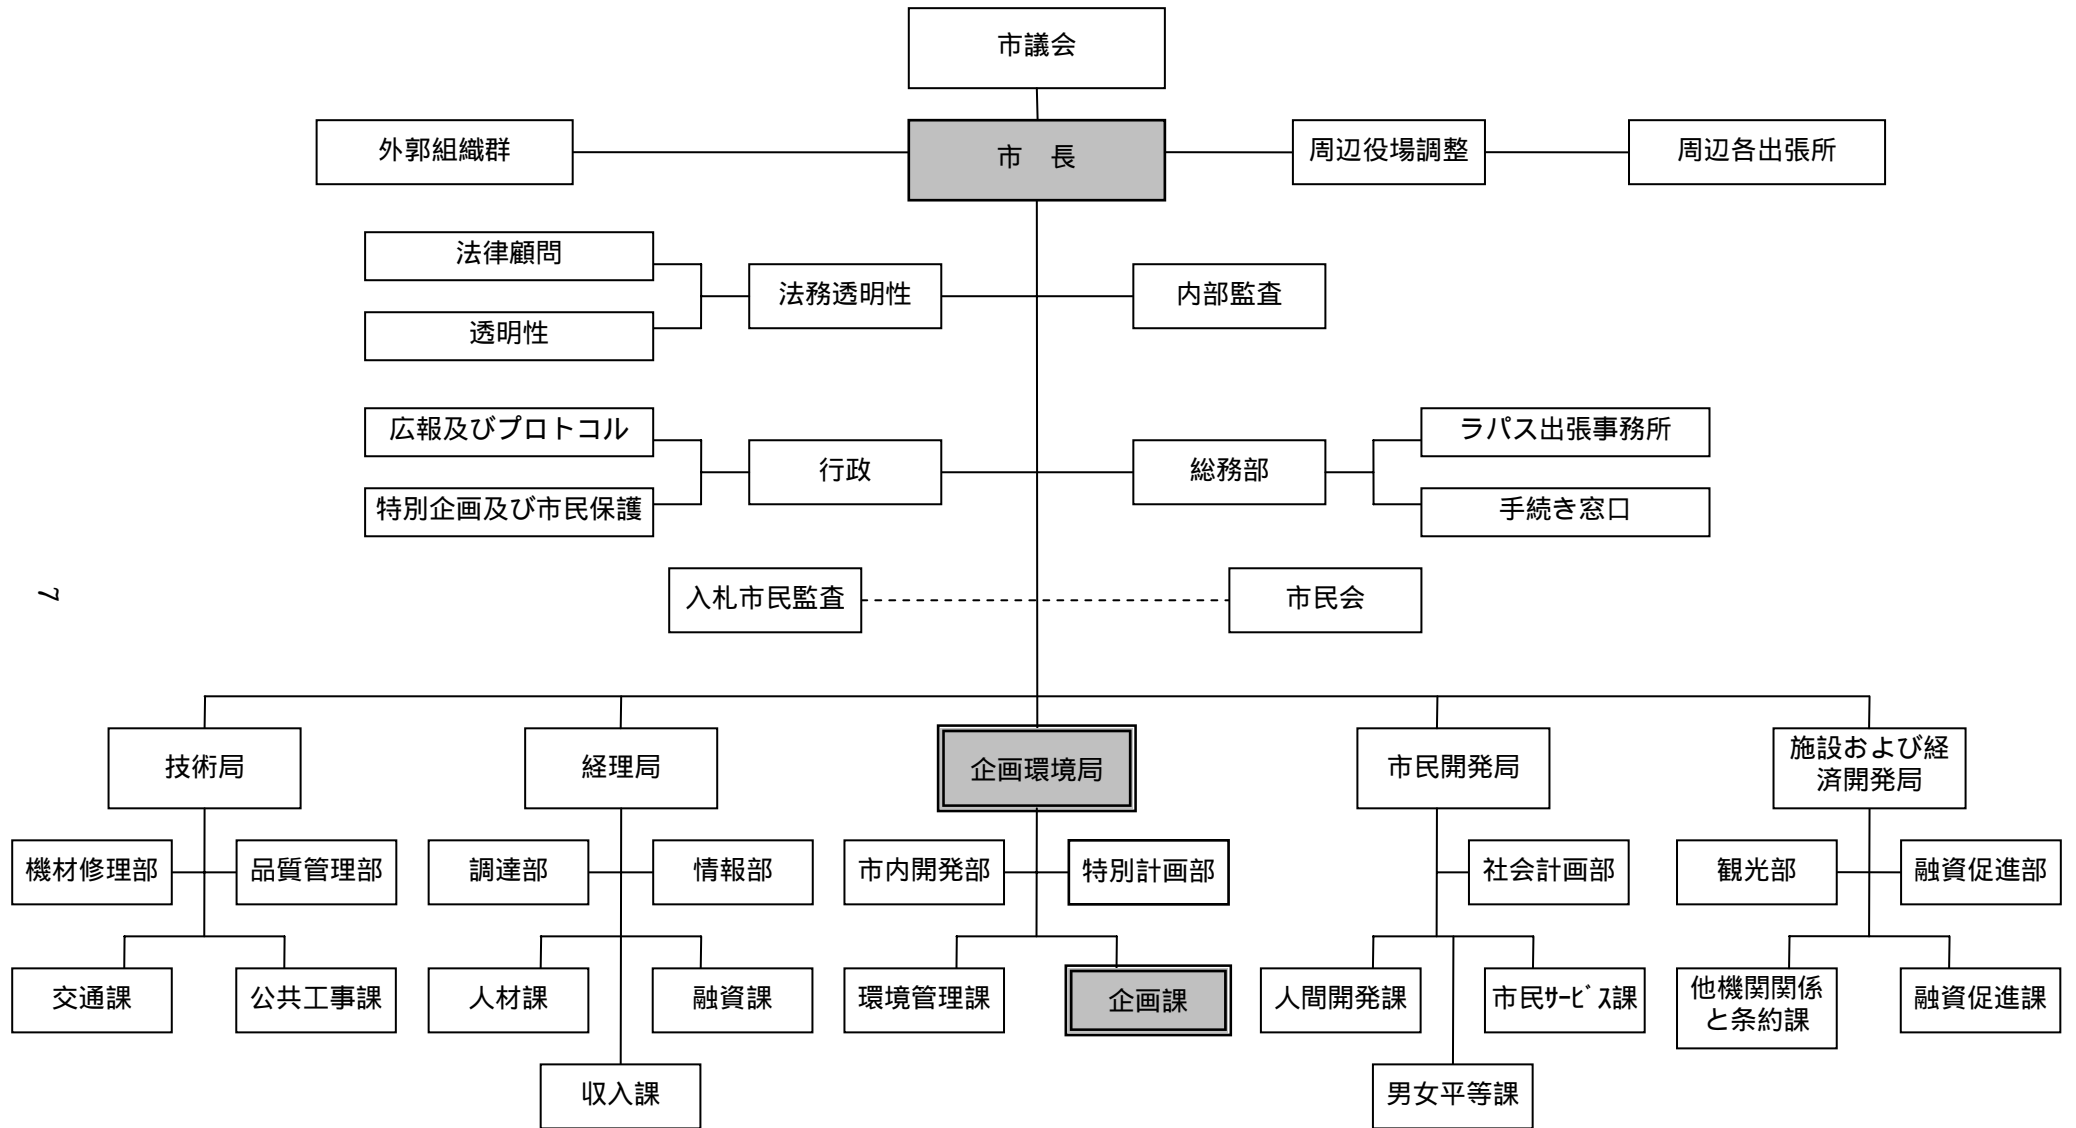 市議会
外郭組織群
市　長
周辺役場調整
周辺各出張所
法律顧問
法務透明性
内部監査
透明性
広報及びプロトコル
行政
総務部
ラパス出張事務所
特別企画及び市民保護
手続き窓口
入札市民監査
市民会
7
技術局
経理局
企画環境局
市民開発局
施設および経
済開発局
機材修理部
品質管理部
調達部
情報部
市内開発部
特別計画部
社会計画部
観光部
融資促進部
交通課
公共工事課
人材課
融資課
環境管理課
企画課
人間開発課
市民ｻｰﾋﾞｽ課
他機関関係
と条約課
融資促進課
収入課
男女平等課